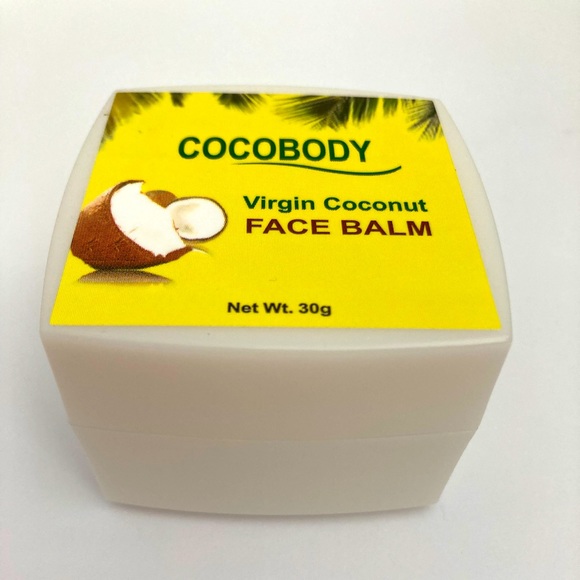 COCOBODY
Virgin Coconut
FACE BALM
Net Wt. 30g